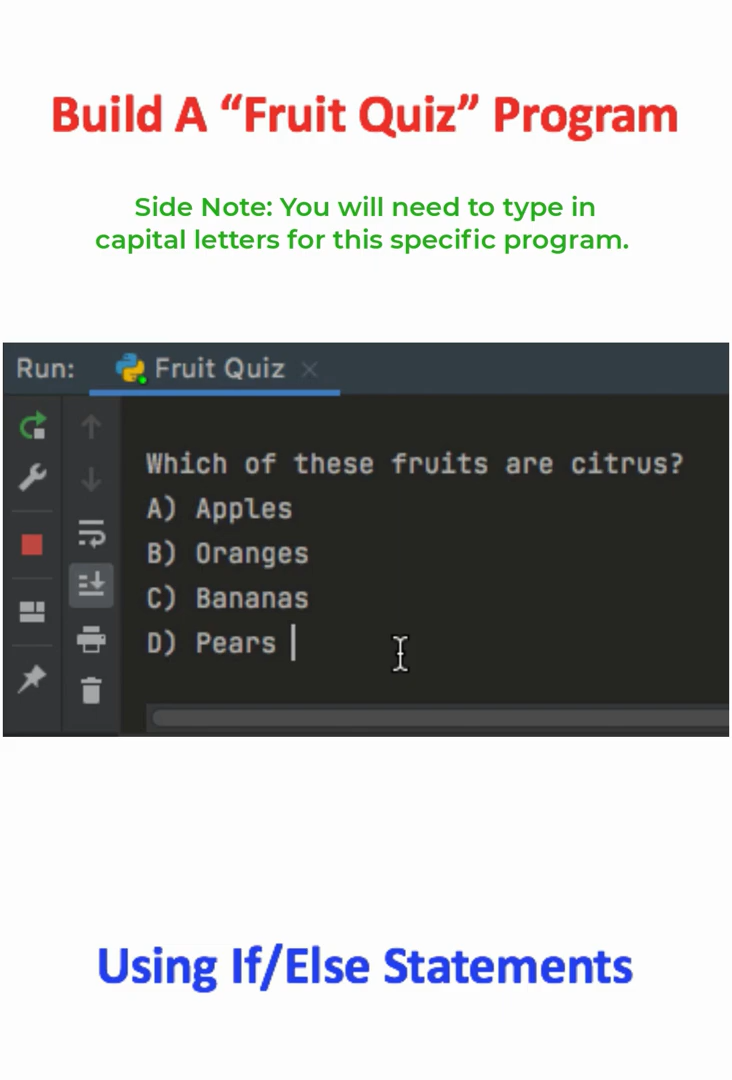 Build A “Fruit Quiz” Program
Side Note: You will need to type in
capital letters for this specific program.
Run: Fruit Quiz
Which of these fruits are citrus?
A) Apples
B) Oranges
C) Bananas
D) Pears
Using If/Else Statements